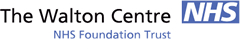 The Walton Centre NHS
NHS Foundation Trust